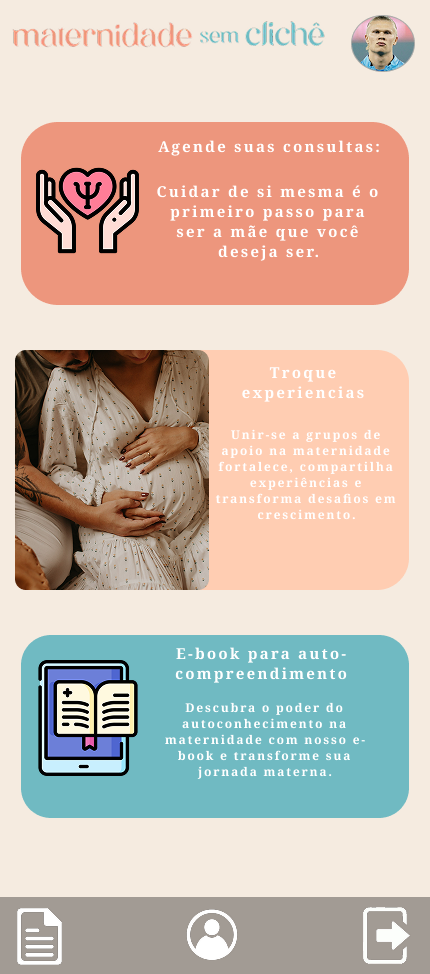 maternidade sem clichê
Agende suas consultas:
Cuidar de si mesma é o
primeiro passo para
ser a mãe que você
deseja ser.
Troque
experiencias
Unir-se a grupos de
apoio na maternidade
fortalece, compartilha
experiências e
transforma desafios em
crescimento.
E-book para auto-
compreendimento
Descubra o poder do
autoconhecimento na
maternidade com nosso e-
book e transforme sua
jornada materna.